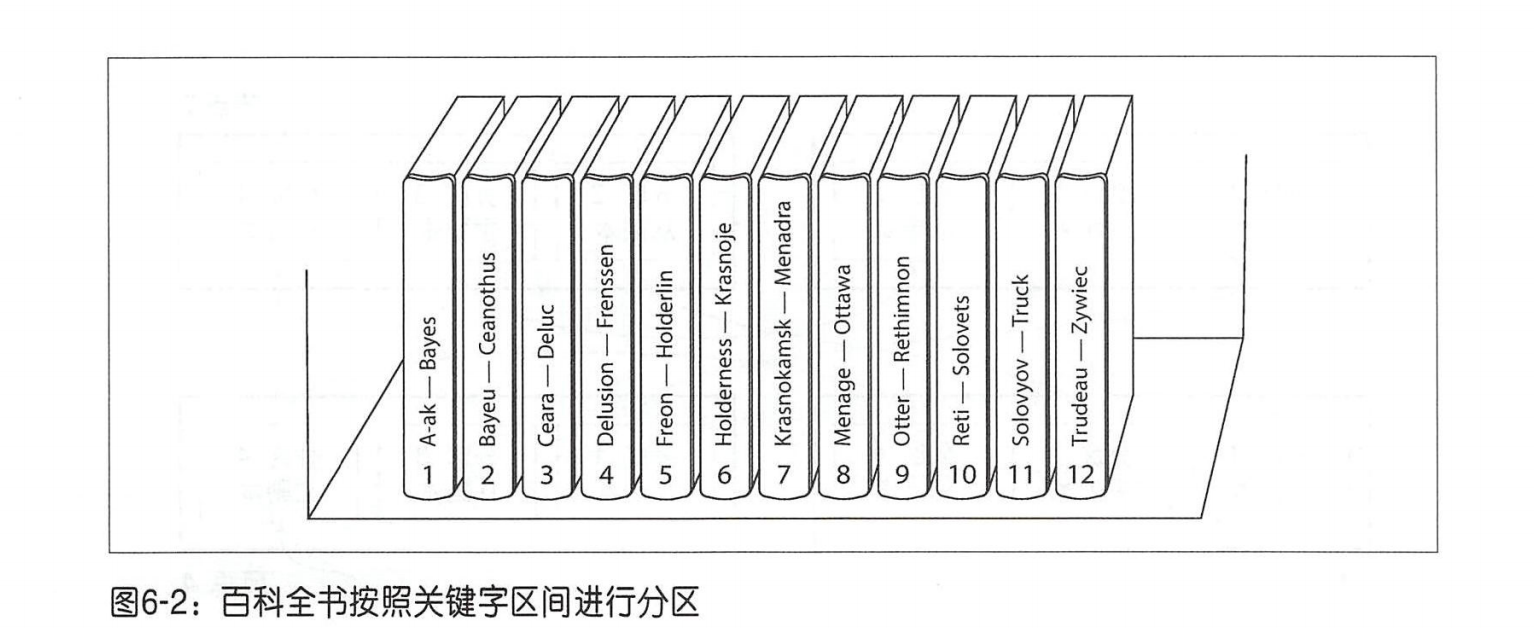 1 A-ak — Bayes
2 Bayeu — Ceanothus
3 Ceara — Deluc
4 Delusion — Frenssen
5 Freon — Holderlin
6 Holderness — Krasnoje
7 Krasnokamsk — Menadra
8 Menage — Ottawa
9 Otter — Rethimnon
10 Reti — Solovets
11 Solovyov — Truck
12 Trudeau — Zywiec
图6-2：百科全书按照关键字区间进行分区